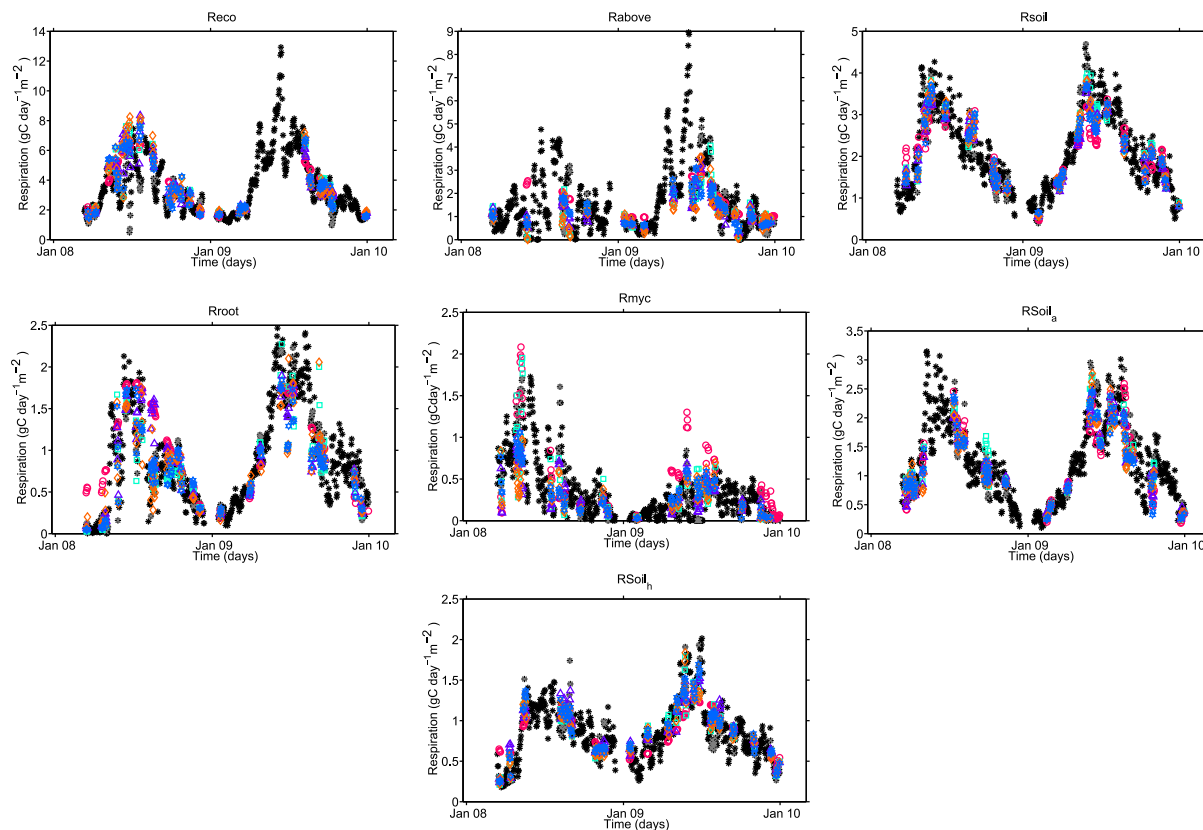 Reco
Respiration (gC day⁻¹m⁻²)
14
12
10
8
6
4
2
0
Jan 08
Jan 09
Jan 10
Time (days)
Rabove
Respiration (gC day⁻¹m⁻²)
9
8
7
6
5
4
3
2
1
0
Jan 08
Jan 09
Jan 10
Time (days)
Rsoil
Respiration (gC day⁻¹m⁻²)
5
4
3
2
1
0
Jan 08
Jan 09
Jan 10
Time (days)
Rroot
Respiration (gC day⁻¹m⁻²)
2.5
2
1.5
1
0.5
0
Jan 08
Jan 09
Jan 10
Time (days)
Rmyc
Respiration (gCday⁻¹m⁻²)
2.5
2
1.5
1
0.5
0
Jan 08
Jan 09
Jan 10
Time (days)
RSoilₐ
Respiration (gC day⁻¹m⁻²)
3.5
3
2.5
2
1.5
1
0.5
0
Jan 08
Jan 09
Jan 10
Time (days)
RSoilₕ
Respiration (gC day⁻¹m⁻²)
2.5
2
1.5
1
0.5
0
Jan 08
Jan 09
Jan 10
Time (days)